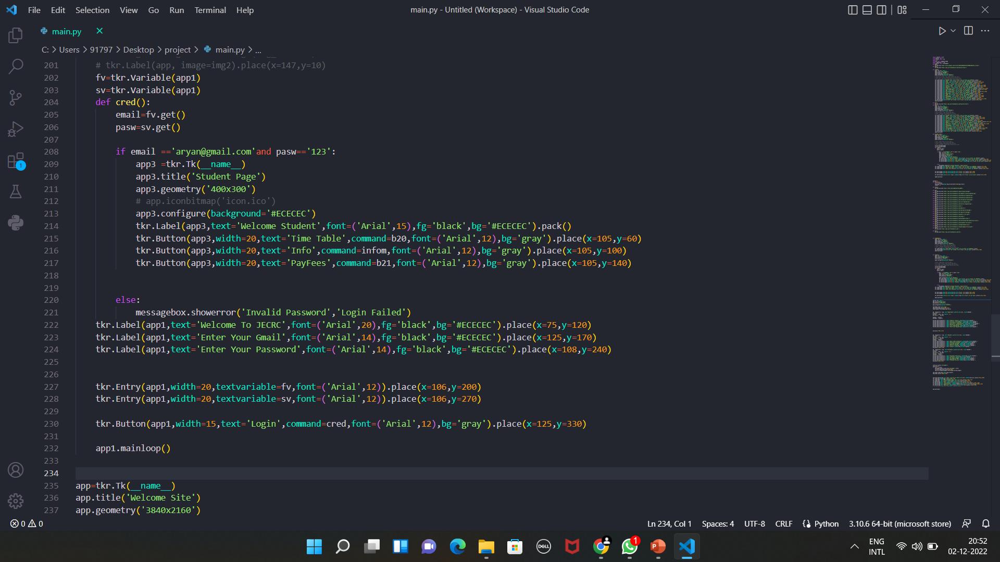 File Edit Selection View Go Run Terminal Help
main.py - Untitled (Workspace) - Visual Studio Code
main.py
C: > Users > 91797 > Desktop > project > main.py > ...
201 # tkr.Label(app, image=img2).place(x=147,y=10)
202 fv=tkr.Variable(app1)
203 sv=tkr.Variable(app1)
204 def cred():
205 email=fv.get()
206 pasw=sv.get()
207
208 if email =='aryan@gmail.com'and pasw=='123':
209 app3 =tkr.Tk(__name__)
210 app3.title('Student Page')
211 app3.geometry('400x300')
212 # app.iconbitmap('icon.ico')
213 app3.configure(background='#ECECEC')
214 tkr.Label(app3,text='Welcome Student',font=('Arial',15),fg='black',bg='#ECECEC').pack()
215 tkr.Button(app3,width=20,text='Time Table',command=b20,font=('Arial',12),bg='gray').place(x=105,y=60)
216 tkr.Button(app3,width=20,text='Info',command=infom,font=('Arial',12),bg='gray').place(x=105,y=100)
217 tkr.Button(app3,width=20,text='PayFees',command=b21,font=('Arial',12),bg='gray').place(x=105,y=140)
218
219
220 else:
221 messagebox.showerror('Invalid Password','Login Failed')
222 tkr.Label(app1,text='Welcome To JECRC',font=('Arial',20),fg='black',bg='#ECECEC').place(x=75,y=120)
223 tkr.Label(app1,text='Enter Your Gmail',font=('Arial',14),fg='black',bg='#ECECEC').place(x=125,y=170)
224 tkr.Label(app1,text='Enter Your Password',font=('Arial',14),fg='black',bg='#ECECEC').place(x=108,y=240)
225
226
227 tkr.Entry(app1,width=20,textvariable=fv,font=('Arial',12)).place(x=106,y=200)
228 tkr.Entry(app1,width=20,textvariable=sv,font=('Arial',12)).place(x=106,y=270)
229
230 tkr.Button(app1,width=15,text='Login',command=cred,font=('Arial',12),bg='gray').place(x=125,y=330)
231
232 app1.mainloop()
233
234
235 app=tkr.Tk(__name__)
236 app.title('Welcome Site')
237 app.geometry('3840x2160')
1
0 0
Ln 234, Col 1 Spaces: 4 UTF-8 CRLF Python 3.10.6 64-bit (microsoft store)
DELL
1
ENG
INTL
20:52
02-12-2022